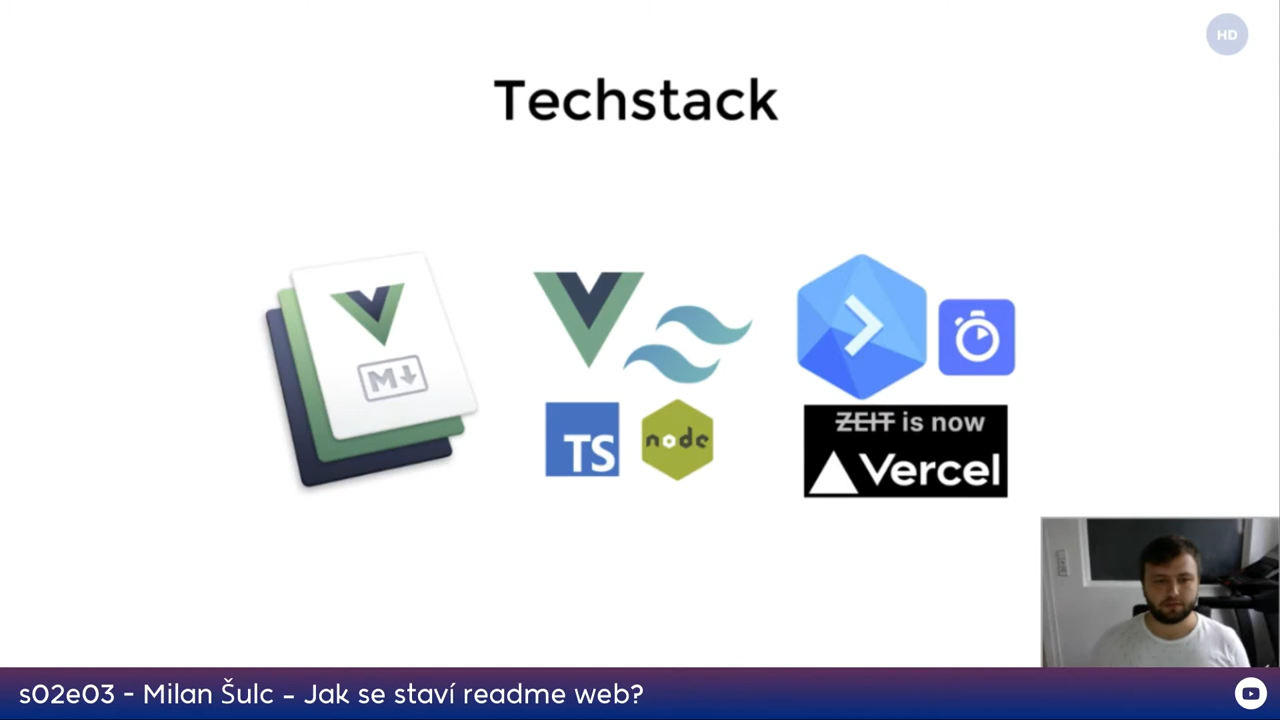 HD
Techstack
M
TS
node
ZEIT is now
Vercel
s02e03 - Milan Šulc - Jak se staví readme web?